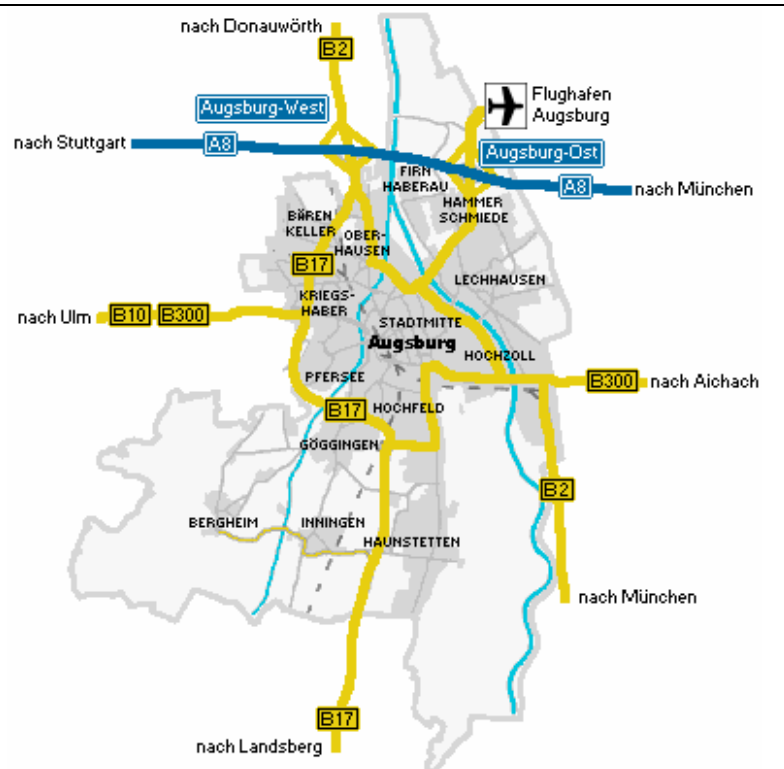 nach Donauwörth
B2
Augsburg-West
Flughafen
Augsburg
nach Stuttgart
A8
Augsburg-Ost
FIRN
HABERAU
A8
nach München
HAMMER
SCHMIEDE
BÄREN
KELLER
OBER-
HAUSEN
B17
LECHHAUSEN
KRIEGS-
HABER
nach Ulm
B10
B300
STADTMITTE
Augsburg
HOCHZOLL
PFERSEE
B300
nach Aichach
B17
HOCHFELD
GÖGGINGEN
B2
BERGHEIM
INNINGEN
HAUNSTETTEN
nach München
B17
nach Landsberg